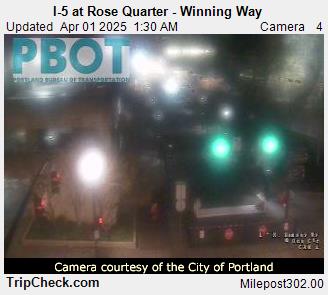 I-5 at Rose Quarter - Winning Way
Updated Apr 01 2025 1:30 AM Camera 4
PBOT
PORTLAND BUREAU OF TRANSPORTATION
Camera courtesy of the City of Portland
TripCheck.com Milepost302.00